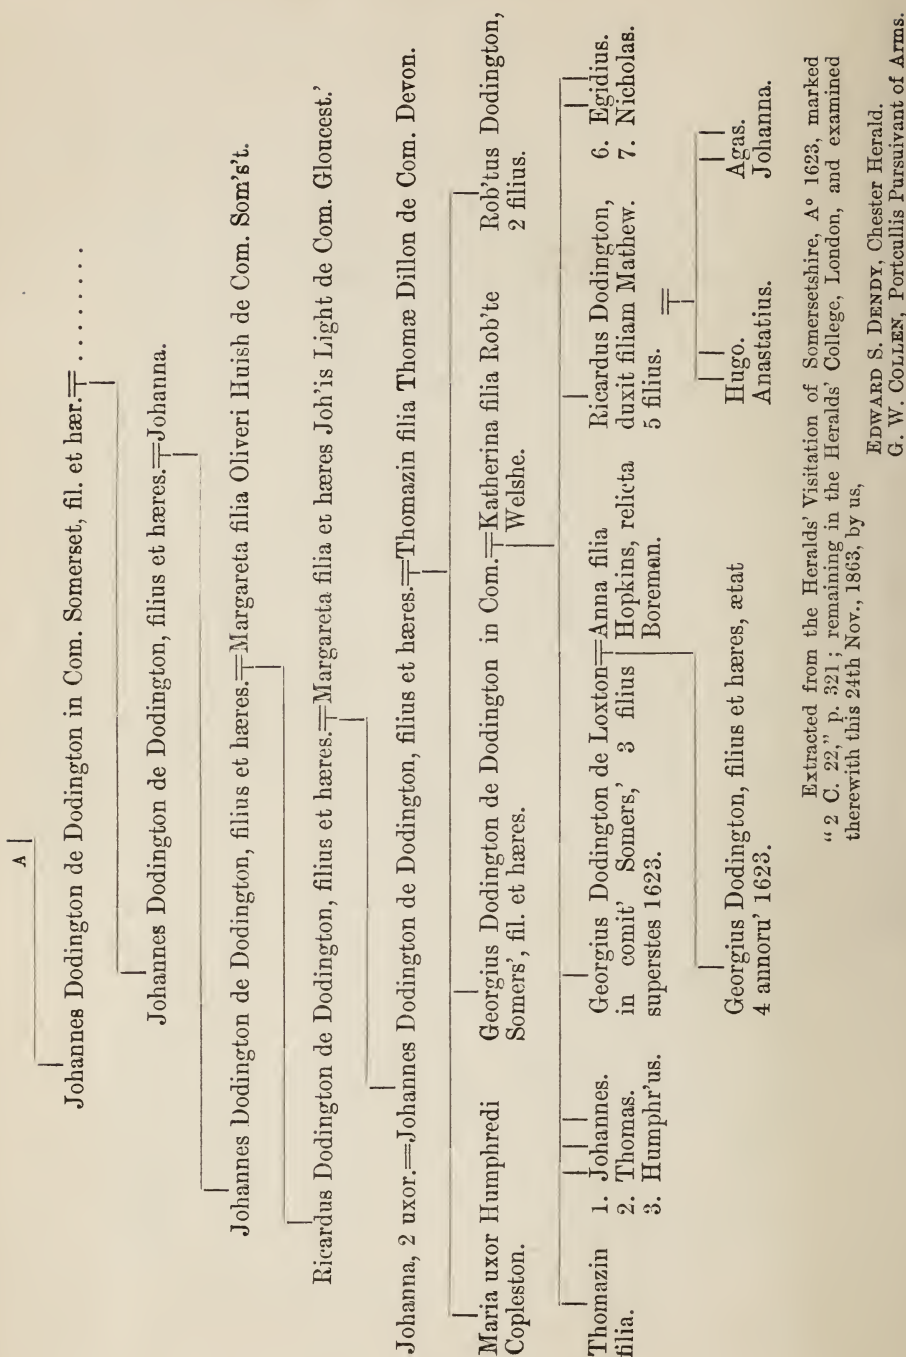 A
Johannes Dodington de Dodington in Com. Somerset, fil. et hær.═ . . . . . . . . .
Johannes Dodington de Dodington, filius et hæres.═Johanna.
Johannes Dodington de Dodington, filius et hæres.═Margareta filia Oliveri Huish de Com. Som's't.
Ricardus Dodington de Dodington, filius et hæres.═Margareta filia et hæres Joh'is Light de Com. Gloucest.'
Johanna, 2 uxor.═Johannes Dodington de Dodington, filius et hæres.═Thomazin filia Thomæ Dillon de Com. Devon.
Maria uxor Humphredi
Copleston.
Georgius Dodington de Dodington in Com.═Katherina filia Rob'te
Somers', fil. et hæres.
Welshe.
Rob'tus Dodington,
2 filius.
Thomazin
filia.
1. Johannes.
2. Thomas.
3. Humphr'us.
Georgius Dodington de Loxton═Anna filia
in comit' Somers,' 3 filius
Hopkins, relicta
superstes 1623.
Boreman.
Ricardus Dodington,
duxit filiam Mathew.
5 filius.
6. Egidius.
7. Nicholas.
Georgius Dodington, filius et hæres, ætat
4 annoru' 1623.
Hugo.
Anastatius.
Agas.
Johanna.
Extracted from the Heralds' Visitation of Somersetshire, Aº 1623, marked
"2 C. 22," p. 321; remaining in the Heralds' College, London, and examined
therewith this 24th Nov., 1863, by us,
EDWARD S. DENDY, Chester Herald.
G. W. COLLEN, Portcullis Pursuivant of Arms.